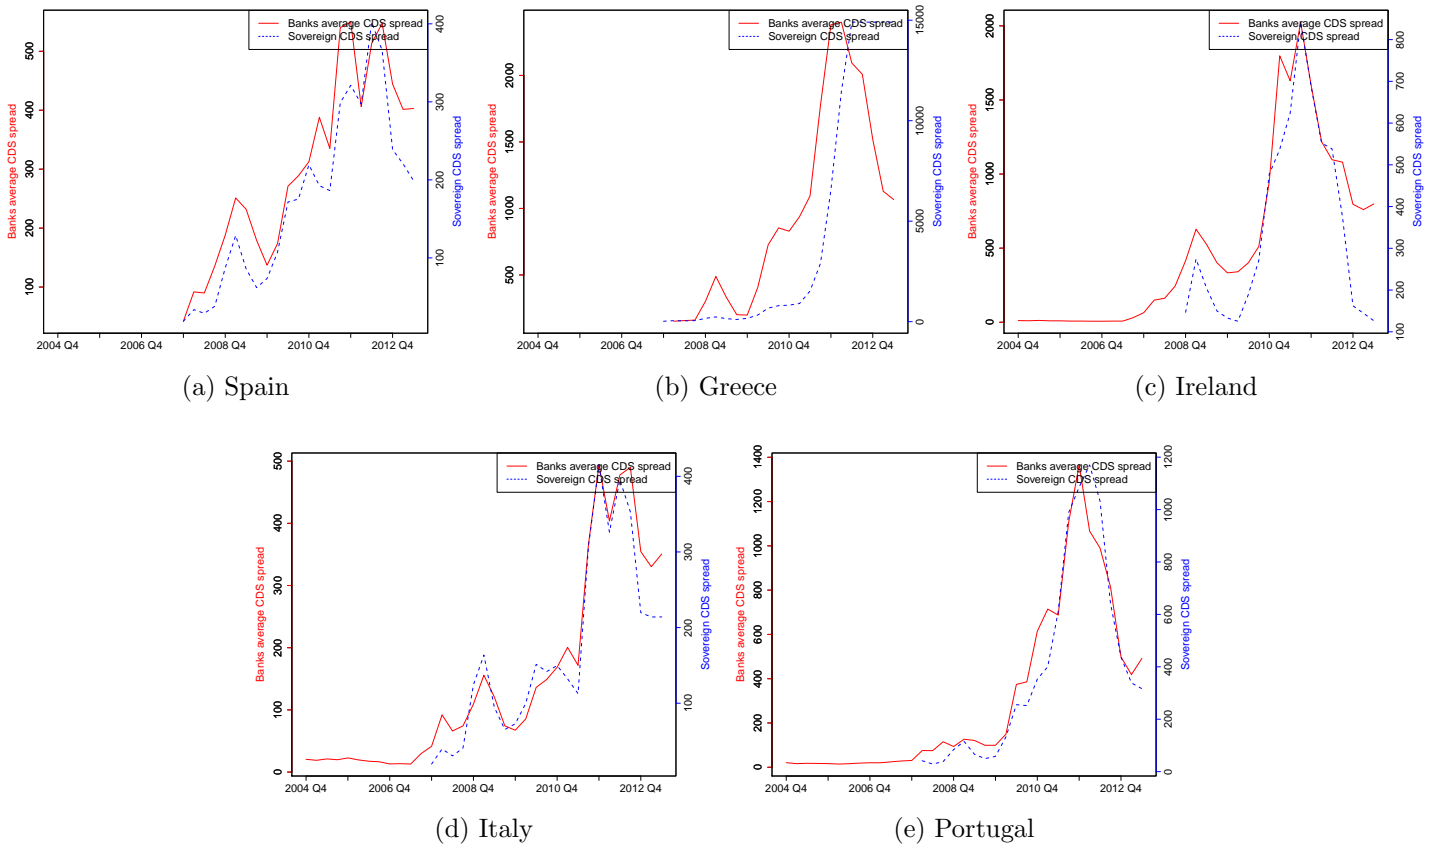 Banks average CDS spread
Sovereign CDS spread
Banks average CDS spread
100 200 300 400 500
Sovereign CDS spread
100 200 300 400
2004 Q4 2006 Q4 2008 Q4 2010 Q4 2012 Q4
(a) Spain
Banks average CDS spread
Sovereign CDS spread
Banks average CDS spread
500 1000 1500 2000
Sovereign CDS spread
0 5000 10000 15000
2004 Q4 2006 Q4 2008 Q4 2010 Q4 2012 Q4
(b) Greece
Banks average CDS spread
Sovereign CDS spread
Banks average CDS spread
0 500 1000 1500 2000
Sovereign CDS spread
100 200 300 400 500 600 700 800
2004 Q4 2006 Q4 2008 Q4 2010 Q4 2012 Q4
(c) Ireland
Banks average CDS spread
Sovereign CDS spread
Banks average CDS spread
0 100 200 300 400 500
Sovereign CDS spread
100 200 300 400
2004 Q4 2006 Q4 2008 Q4 2010 Q4 2012 Q4
(d) Italy
Banks average CDS spread
Sovereign CDS spread
Banks average CDS spread
0 200 400 600 800 1000 1200 1400
Sovereign CDS spread
0 200 400 600 800 1000 1200
2004 Q4 2006 Q4 2008 Q4 2010 Q4 2012 Q4
(e) Portugal